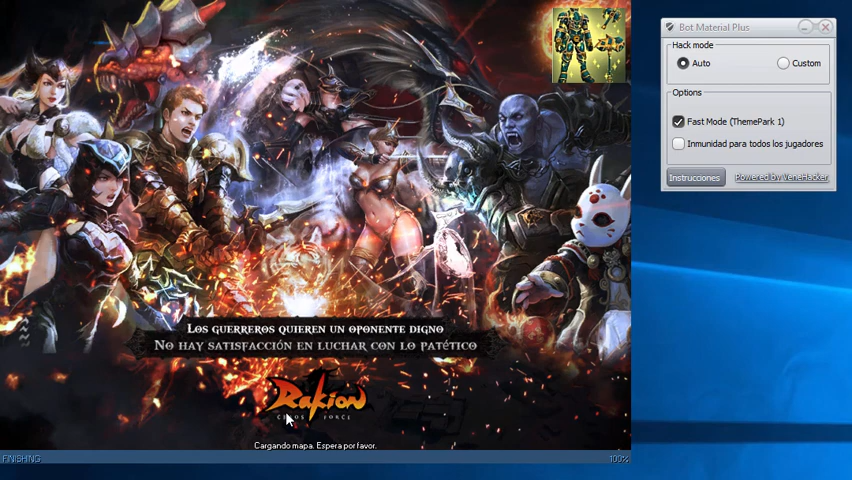 Los guerreros quieren un oponente digno
No hay satisfacción en luchar con lo patético
Rakion
CHAOS FORCE
Cargando mapa. Espera por favor.
FINISHING
100%
Bot Material Plus
Hack mode
Auto
Custom
Options
Fast Mode (ThemePark 1)
Inmunidad para todos los jugadores
Instrucciones
Powered by VeneHacker